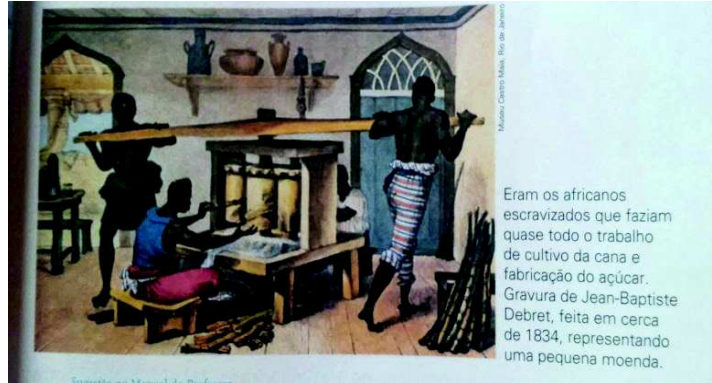 Museu Castro Maia, Rio de Janeiro
Eram os africanos
escravizados que faziam
quase todo o trabalho
de cultivo da cana e
fabricação do açúcar.
Gravura de Jean-Baptiste
Debret, feita em cerca
de 1834, representando
uma pequena moenda.